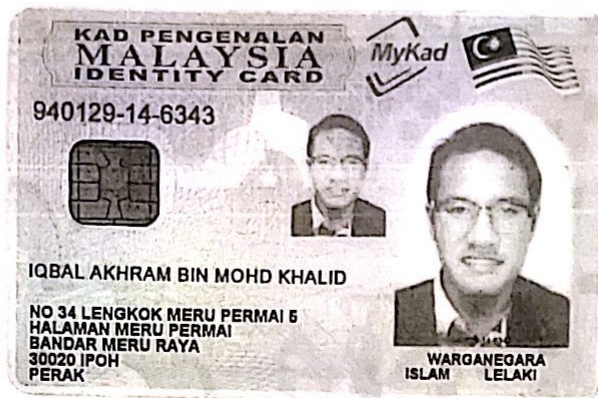 KAD PENGENALAN
MALAYSIA
IDENTITY CARD
MyKad
940129-14-6343
IQBAL AKHRAM BIN MOHD KHALID
NO 34 LENGKOK MERU PERMAI 5
HALAMAN MERU PERMAI
BANDAR MERU RAYA
30020 IPOH
PERAK
WARGANEGARA
ISLAM LELAKI